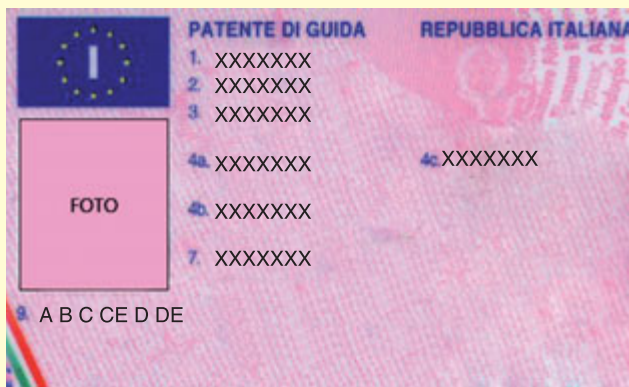 I
PATENTE DI GUIDA REPUBBLICA ITALIANA
1. XXXXXXX
2. XXXXXXX
3. XXXXXXX
4a. XXXXXXX 4c. XXXXXXX
FOTO
4b. XXXXXXX
7. XXXXXXX
9. A B C CE D DE